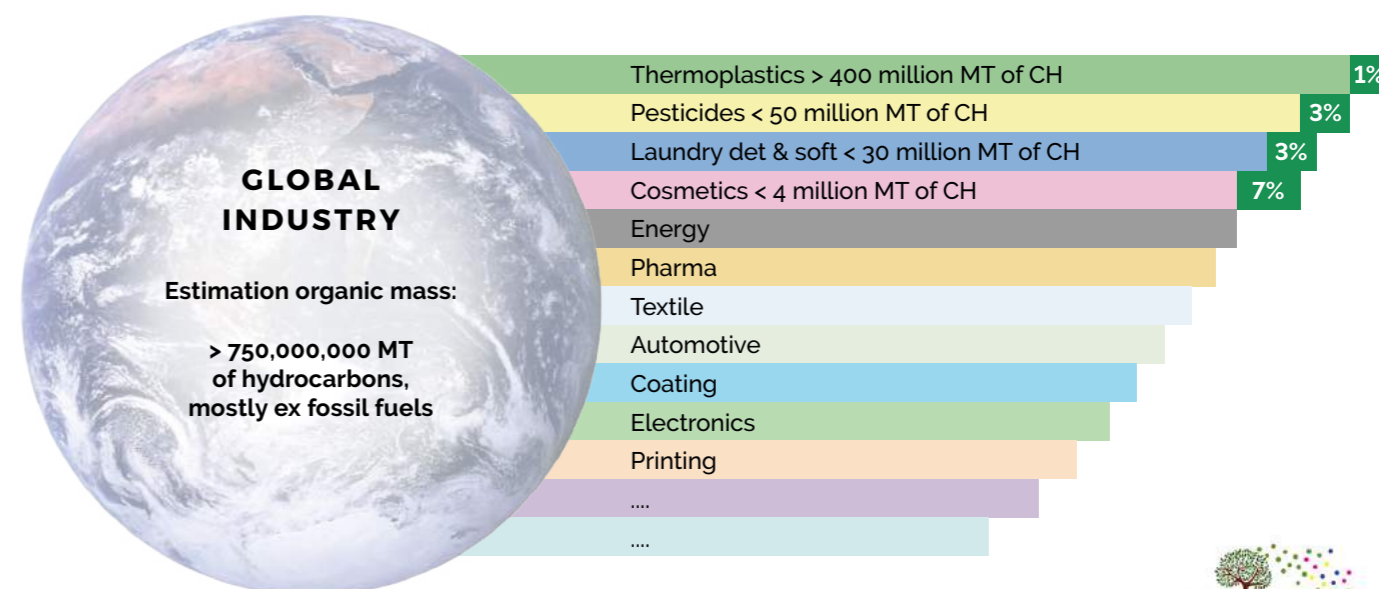 GLOBAL
INDUSTRY
Estimation organic mass:
> 750,000,000 MT
of hydrocarbons,
mostly ex fossil fuels
Thermoplastics > 400 million MT of CH
1%
Pesticides < 50 million MT of CH
3%
Laundry det & soft < 30 million MT of CH
3%
Cosmetics < 4 million MT of CH
7%
Energy
Pharma
Textile
Automotive
Coating
Electronics
Printing
....
....